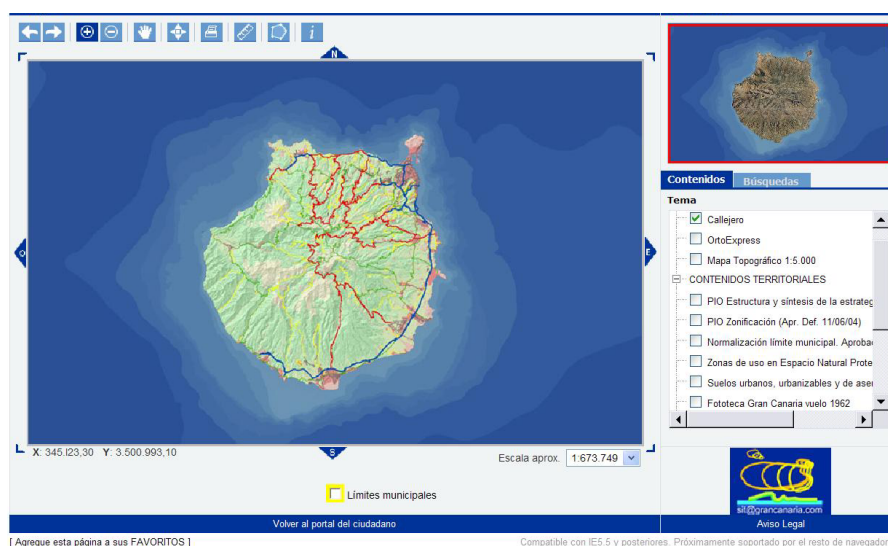 i
N
O
E
S
X: 345.123,30 Y: 3.500.993,10
Escala aprox. 1:673.749
Límites municipales
Volver al portal del ciudadano
[ Agregue esta página a sus FAVORITOS ]
Contenidos Búsquedas
Tema
Callejero
OrtoExpress
Mapa Topográfico 1:5.000
CONTENIDOS TERRITORIALES
PIO Estructura y síntesis de la estrateg
PIO Zonificación (Apr. Def. 11/06/04)
Normalización límite municipal. Aproba
Zonas de uso en Espacio Natural Prote
Suelos urbanos, urbanizables y de ase
Fototeca Gran Canaria vuelo 1962
sit@grancanaria.com
Aviso Legal
Compatible con IE5.5 y posteriores. Próximamente soportado por el resto de navegador